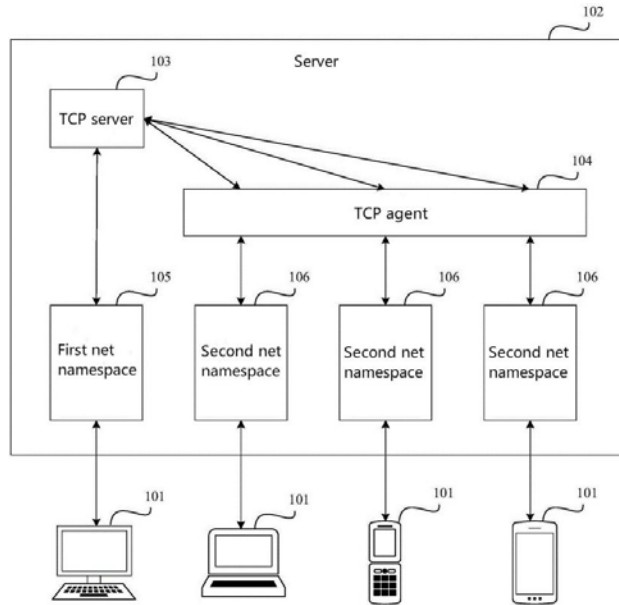 102
Server
103
TCP server
104
TCP agent
105
106
106
106
First net
namespace
Second net
namespace
Second net
namespace
Second net
namespace
101
101
101
101